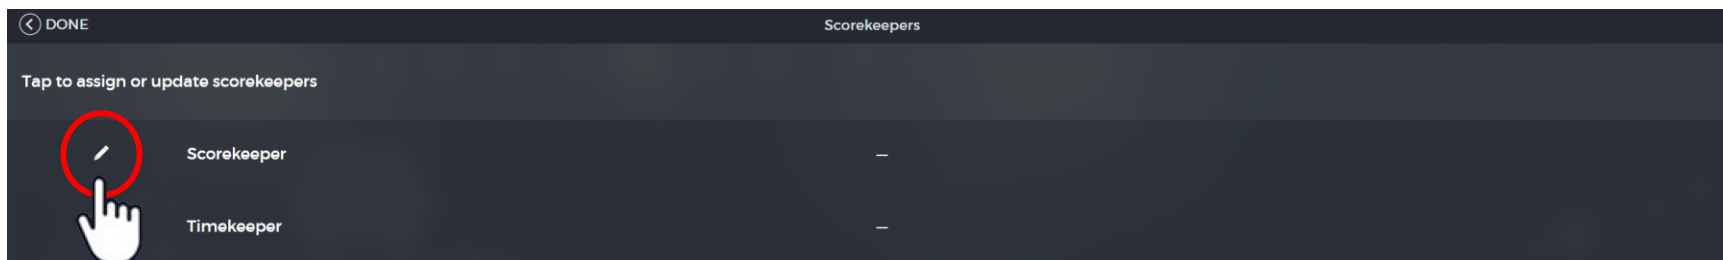 DONE
Scorekeepers
Tap to assign or update scorekeepers
Scorekeeper –
Timekeeper –